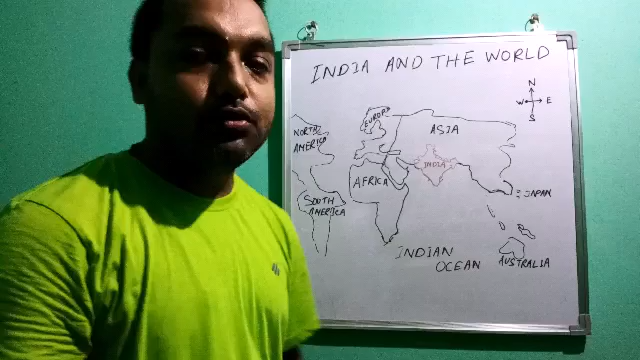 INDIA AND THE WORLD
N
W E
S
EUROPE
NORTH
AMERICA
ASIA
INDIA
AFRICA
JAPAN
SOUTH
AMERICA
INDIAN
OCEAN
AUSTRALIA